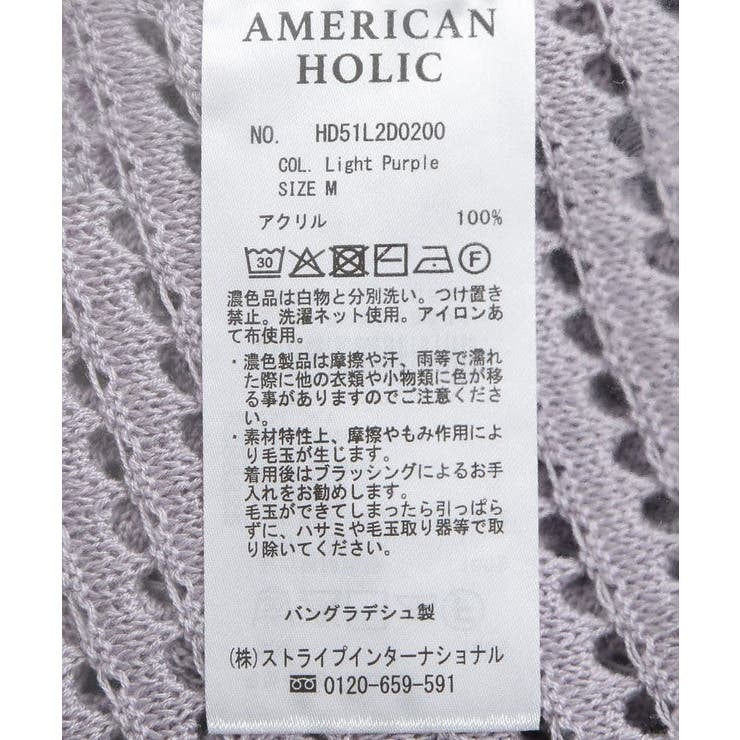 AMERICAN
HOLIC
NO. HD51L2D0200
COL. Light Purple
SIZE M
アクリル 100%
30 F
濃色品は白物と分別洗い。つけ置き
禁止。洗濯ネット使用。アイロンあ
て布使用。
・濃色製品は摩擦や汗、雨等で濡れ
た際に他の衣類や小物類に色が移
る事がありますのでご注意くださ
い。
・素材特性上、摩擦やもみ作用によ
り毛玉が生じます。
着用後はブラッシングによるお手
入れをお勧めします。
毛玉ができてしまったら引っぱら
ずに、ハサミや毛玉取り器等で取
り除いてください。
バングラデシュ製
(株)ストライプインターナショナル
0120-659-591